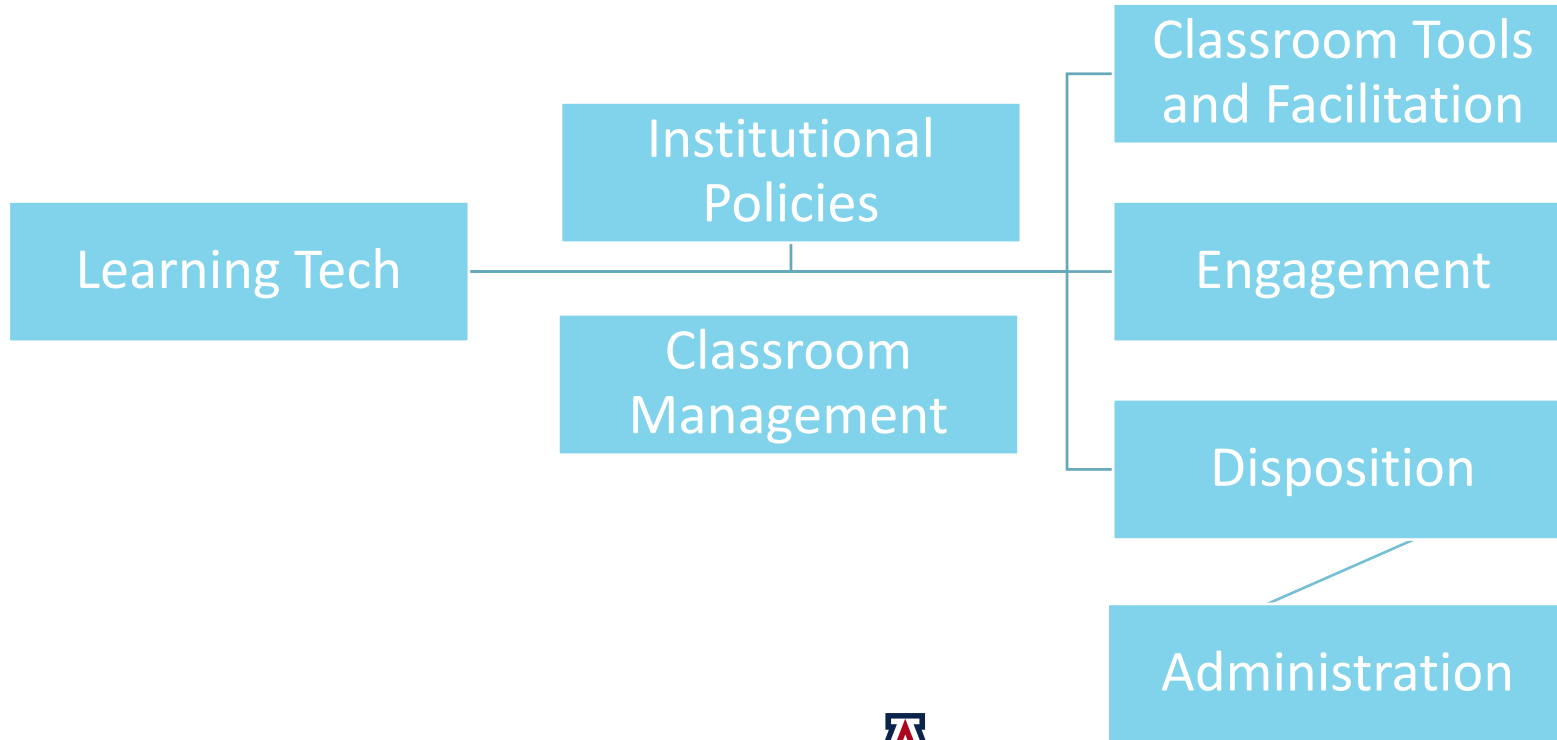 Learning Tech
Institutional
Policies
Classroom
Management
Classroom Tools
and Facilitation
Engagement
Disposition
Administration